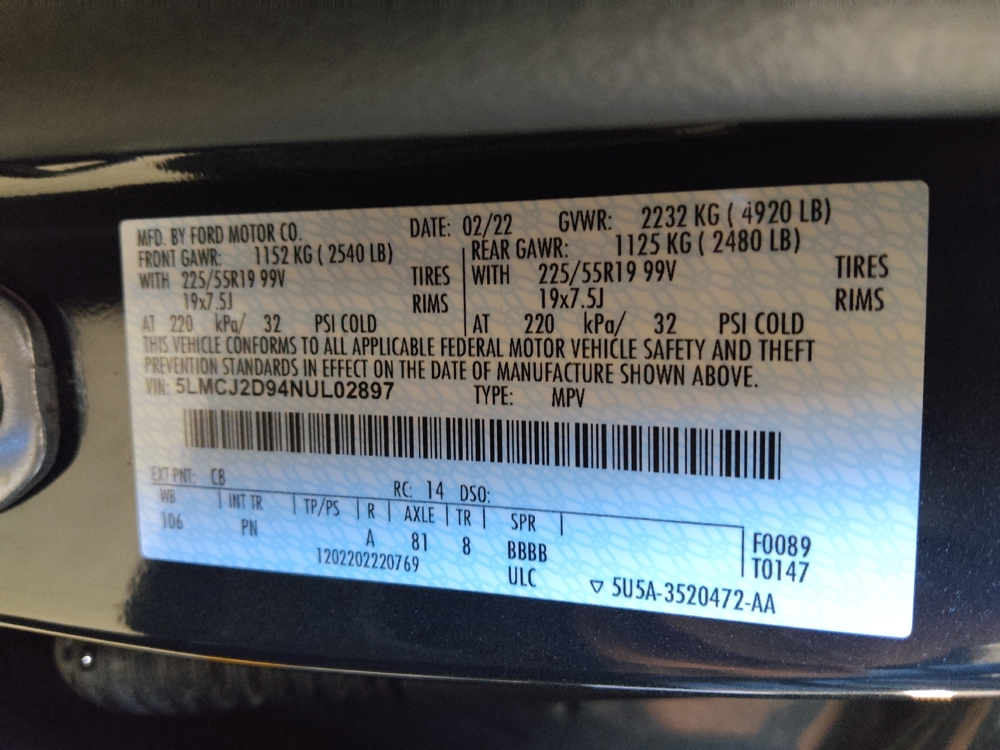 MFD. BY FORD MOTOR CO. DATE: 02/22 GVWR: 2232 KG ( 4920 LB)
FRONT GAWR: 1152 KG ( 2540 LB) REAR GAWR: 1125 KG ( 2480 LB)
WITH 225/55R19 99V TIRES WITH 225/55R19 99V TIRES
19x7.5J RIMS 19x7.5J RIMS
AT 220 kPa/ 32 PSI COLD AT 220 kPa/ 32 PSI COLD
THIS VEHICLE CONFORMS TO ALL APPLICABLE FEDERAL MOTOR VEHICLE SAFETY AND THEFT
PREVENTION STANDARDS IN EFFECT ON THE DATE OF MANUFACTURE SHOWN ABOVE.
VIN: 5LMCJ2D94NUL02897 TYPE: MPV
EXT PNT: CB RC: 14 DSO:
WB INT TR TP/PS R AXLE TR SPR
106 PN A 81 8 BBBB F0089
1202202220769 ULC T0147
▽ 5U5A-3520472-AA